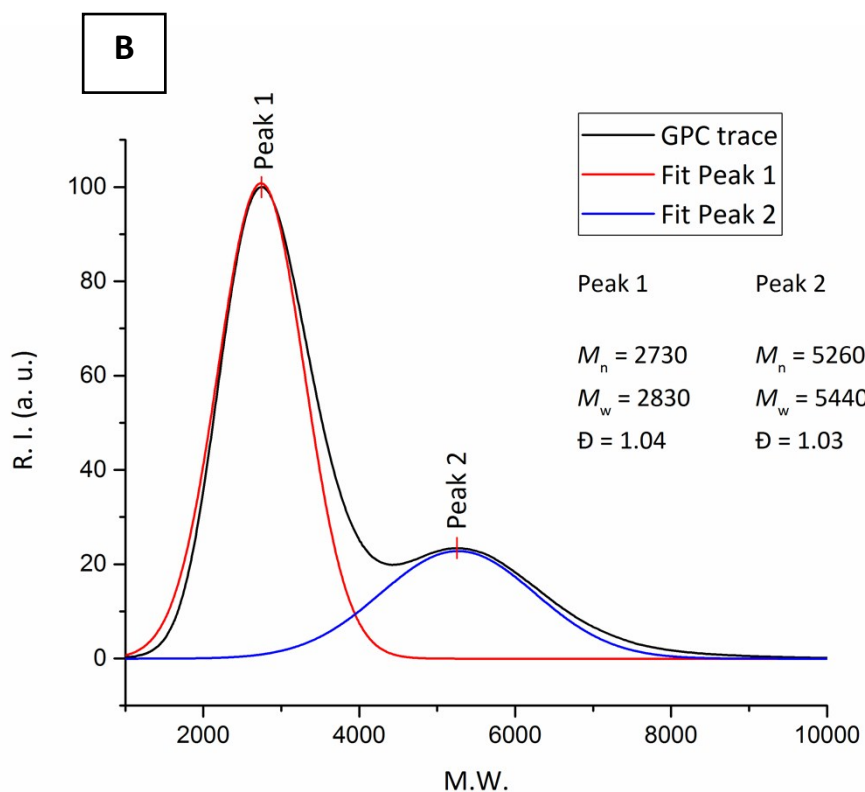 B
Peak 1
Peak 2
GPC trace
Fit Peak 1
Fit Peak 2
Peak 1 Peak 2
Mn = 2730 Mn = 5260
Mw = 2830 Mw = 5440
Đ = 1.04 Đ = 1.03
R. I. (a. u.)
100
80
60
40
20
0
2000 4000 6000 8000 10000
M.W.